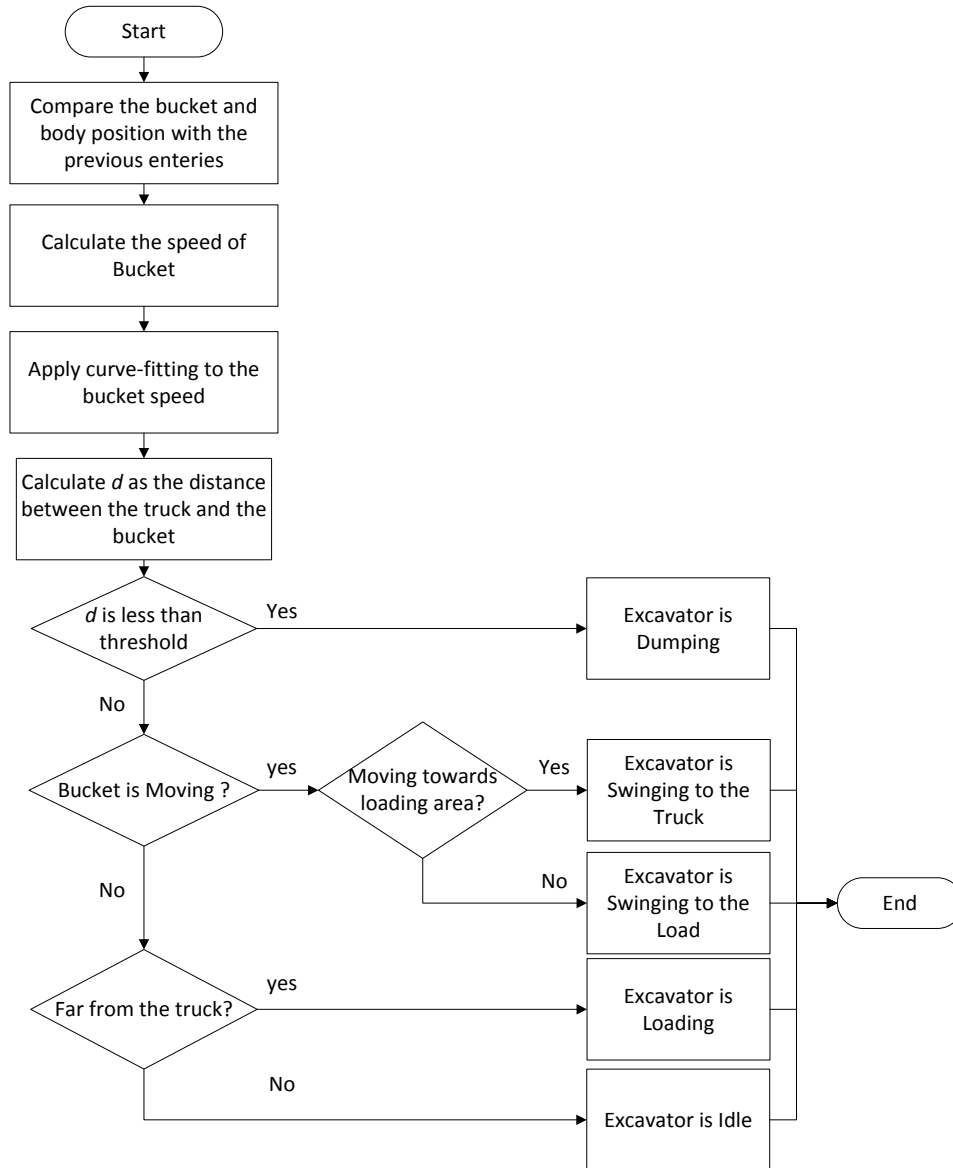 Start
Compare the bucket and
body position with the
previous enteries
Calculate the speed of
Bucket
Apply curve-fitting to the
bucket speed
Calculate d as the distance
between the truck and the
bucket
d is less than
threshold
Yes
Excavator is
Dumping
No
Bucket is Moving ?
yes
Moving towards
loading area?
Yes
Excavator is
Swinging to the
Truck
No
Excavator is
Swinging to the
Load
End
No
Far from the truck?
yes
Excavator is
Loading
No
Excavator is Idle